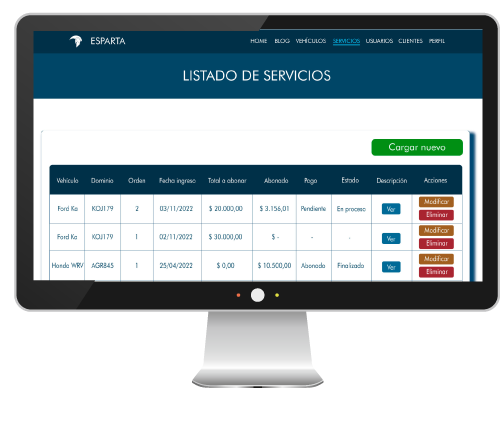 ESPARTA
HOME BLOG VEHÍCULOS SERVICIOS USUARIOS CLIENTES PERFIL
LISTADO DE SERVICIOS
Cargar nuevo
Vehículo Dominio Orden Fecha ingreso Total a abonar Abonado Pago Estado Descripción Acciones
Ford Ka KOJ179 2 03/11/2022 $ 20.000,00 $ 3.156,01 Pendiente En proceso Ver Modificar
Eliminar
Ford Ka KOJ179 1 02/11/2022 $ 30.000,00 $ - - - Ver Modificar
Eliminar
Honda WRV AGR845 1 25/04/2022 $ 0,00 $ 10.500,00 Abonado Finalizado Ver Modificar
Eliminar